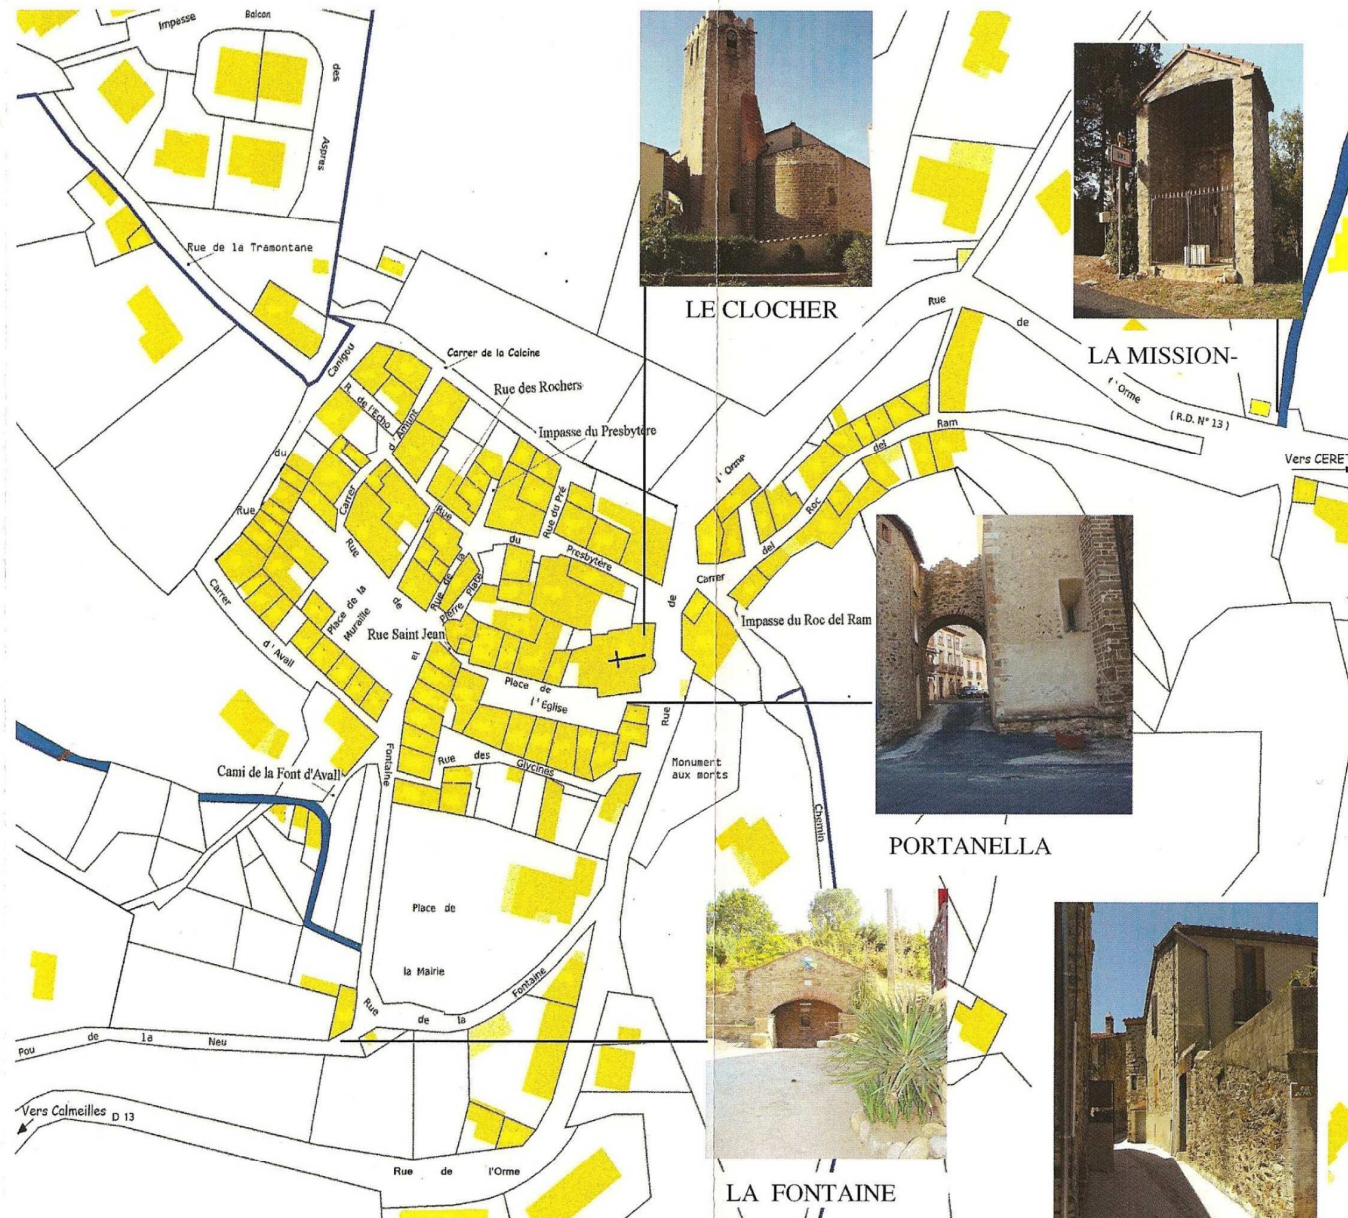 Impasse
Balcon
des
Aspres
Rue de la Tramontane
LE CLOCHER
LA MISSION-
Rue
de
l'Orme
( R.D. N° 13 )
Vers CERET
Canigou
du
Rue
Carrer de la Calcine
Rue des Rochers
Impasse du Presbytère
R. de l'Echo
Carrer
d'Amunt
Rue
du
Presbytère
Rue du Pré
l'Orme
de
Rue
Carrer
del
Roc
del
Ram
Impasse du Roc del Ram
Rue de la
Pierre Plate
Place de la
Muraille
Rue
de
la
Fontaine
Rue Saint Jean
Carrer
d'Avall
Place de
l'Eglise
Rue des Glycines
Monument
aux morts
Chemin
Cami de la Font d'Avall
PORTANELLA
Place de
la Mairie
Rue de la Fontaine
Pou de la Neu
Vers Calmeilles D 13
Rue de l'Orme
LA FONTAINE